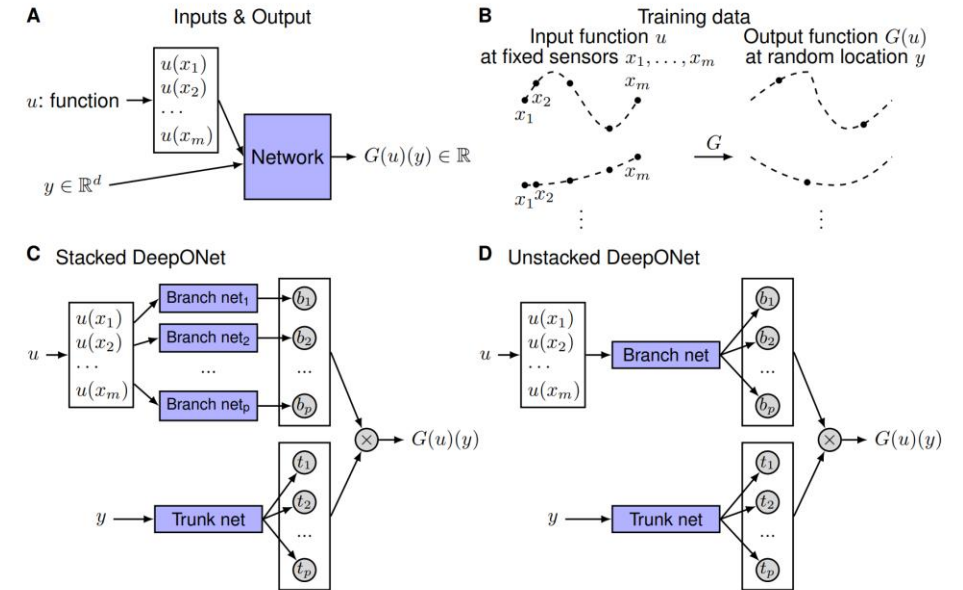 A Inputs & Output
u: function
u(x₁)
u(x₂)
...
u(xₘ)
y ∈ ℝᵈ
Network
G(u)(y) ∈ ℝ
B Training data
Input function u
at fixed sensors x₁, . . . , xₘ
Output function G(u)
at random location y
x₁ x₂ xₘ
G
x₁ x₂ xₘ
⋮ ⋮
C Stacked DeepONet
u
u(x₁)
u(x₂)
...
u(xₘ)
Branch net₁
Branch net₂
...
Branch netₚ
b₁
b₂
...
bₚ
y
Trunk net
t₁
t₂
...
tₚ
×
G(u)(y)
D Unstacked DeepONet
u
u(x₁)
u(x₂)
...
u(xₘ)
Branch net
b₁
b₂
...
bₚ
y
Trunk net
t₁
t₂
...
tₚ
×
G(u)(y)